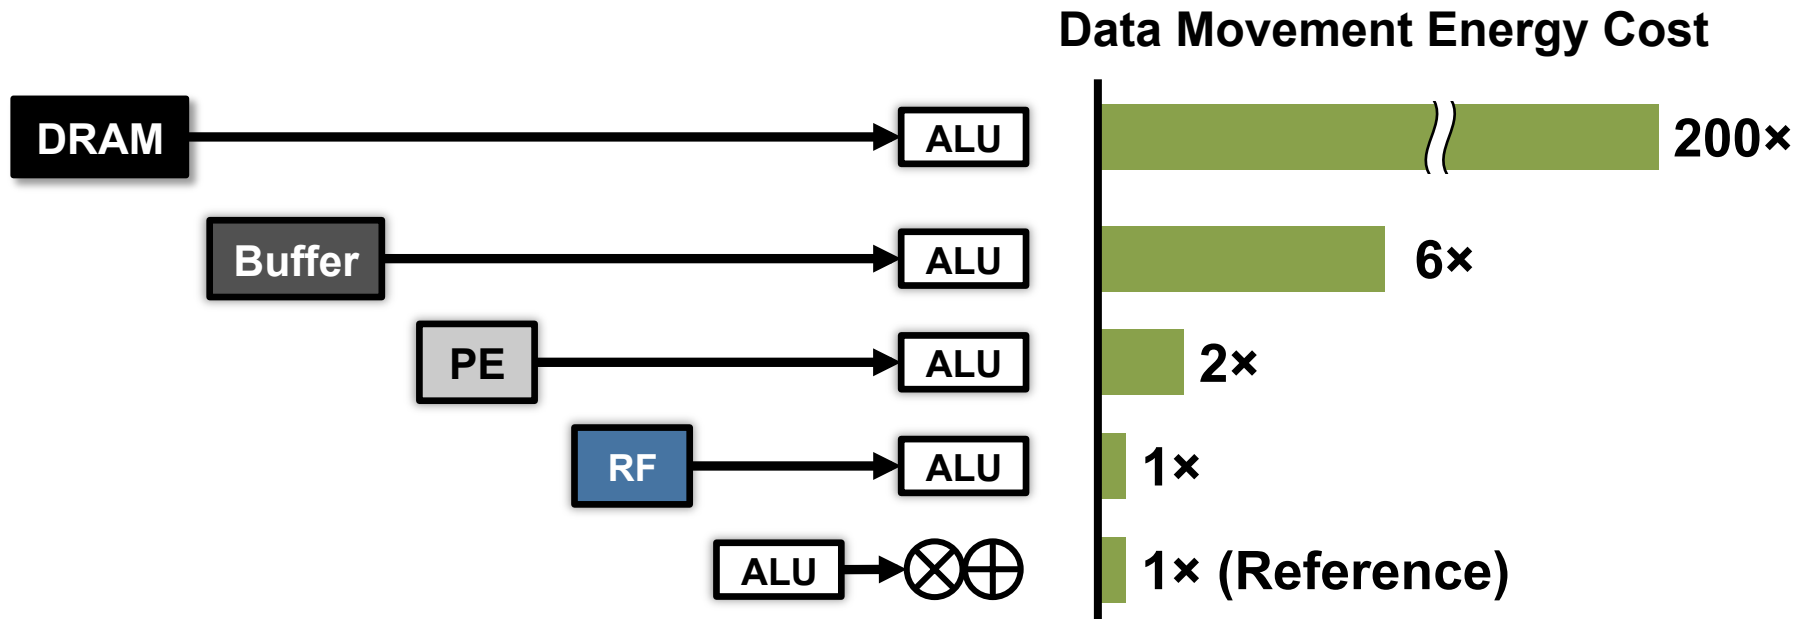 Data Movement Energy Cost
DRAM ALU 200×
Buffer ALU 6×
PE ALU 2×
RF ALU 1×
ALU 1× (Reference)